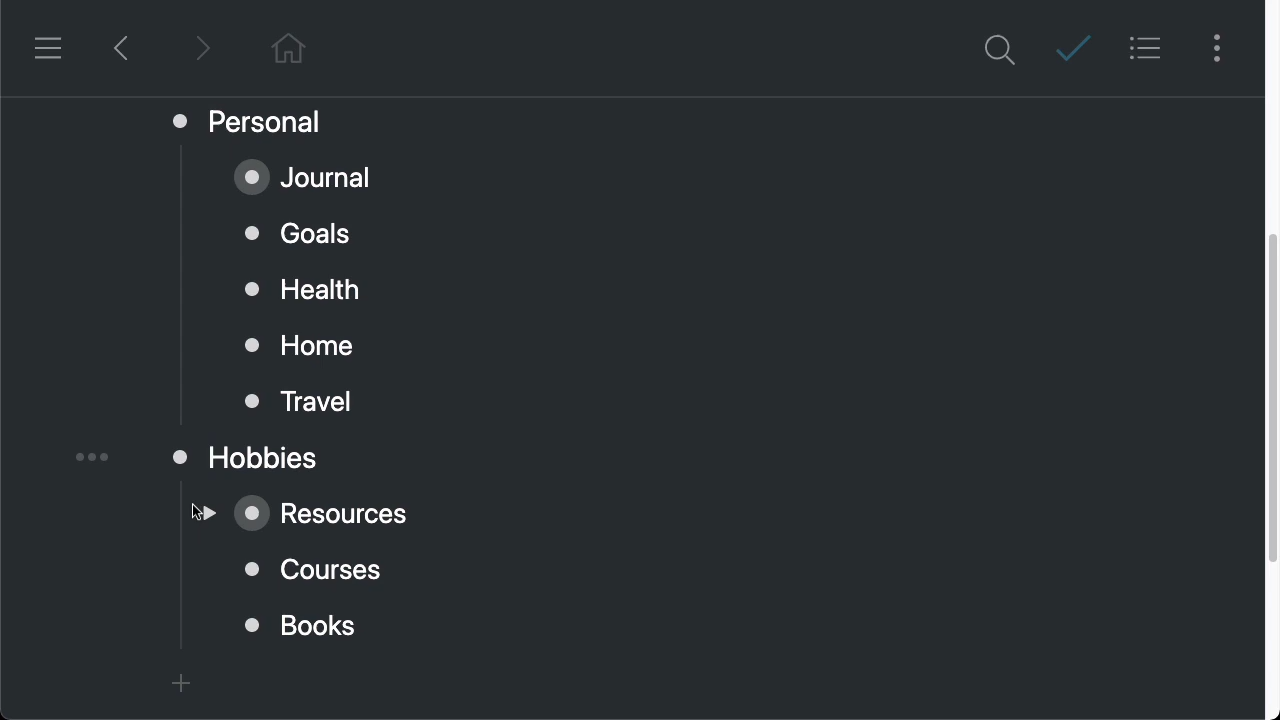 Personal
Journal
Goals
Health
Home
Travel
Hobbies
Resources
Courses
Books